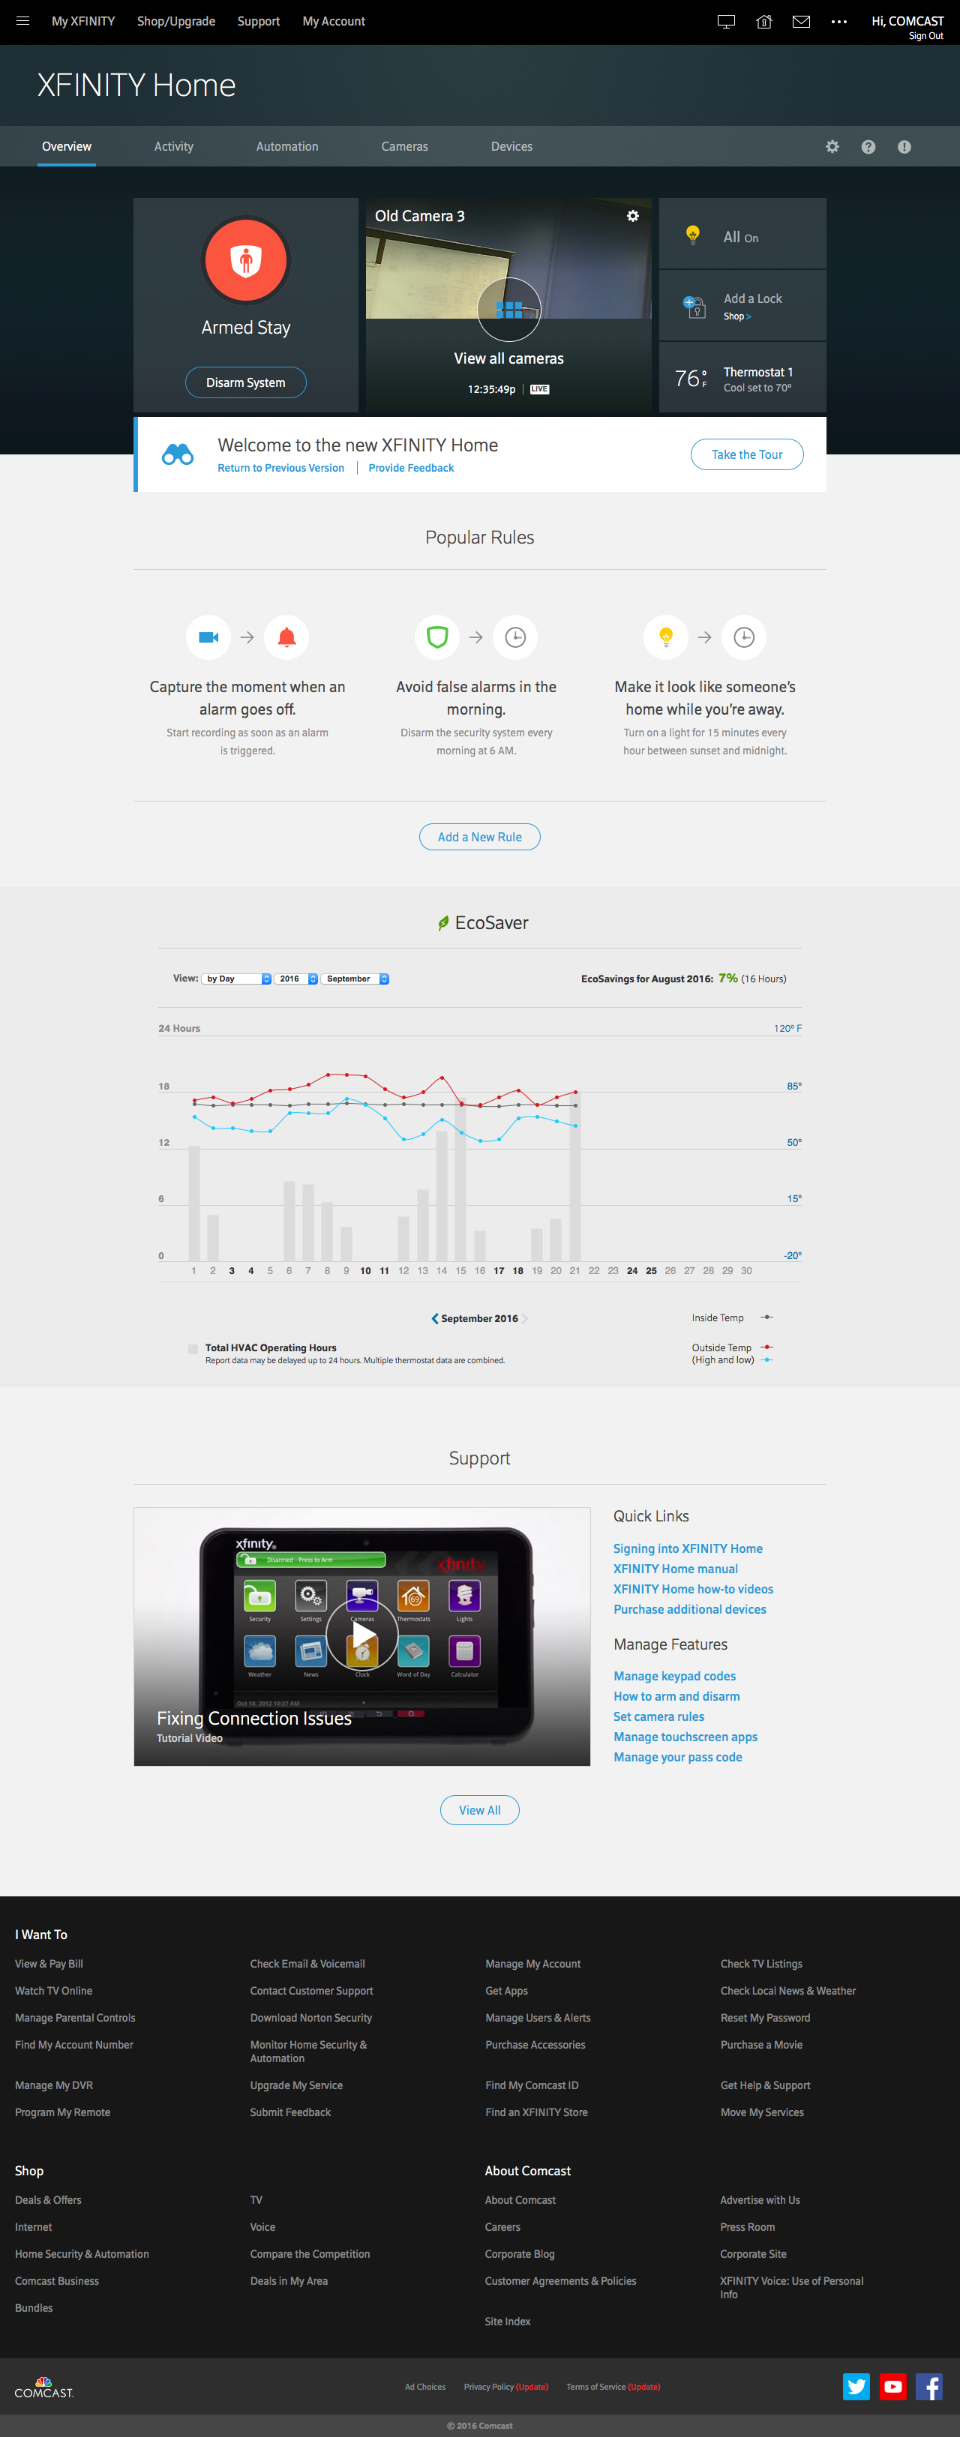 My XFINITY Shop/Upgrade Support My Account Hi, COMCAST
Sign Out
XFINITY Home
Overview Activity Automation Cameras Devices
Armed Stay
Disarm System
Old Camera 3
View all cameras
12:35:49p LIVE
All On
Add a Lock
Shop >
76° F
Thermostat 1
Cool set to 70°
Welcome to the new XFINITY Home
Return to Previous Version | Provide Feedback
Take the Tour
Popular Rules
Capture the moment when an
alarm goes off.
Start recording as soon as an alarm
is triggered.
Avoid false alarms in the
morning.
Disarm the security system every
morning at 6 AM.
Make it look like someone's
home while you're away.
Turn on a light for 15 minutes every
hour between sunset and midnight.
Add a New Rule
EcoSaver
View: by Day 2016 September
EcoSavings for August 2016: 7% (16 Hours)
24 Hours 120° F
18 85°
12 50°
6 15°
0 -20°
1 2 3 4 5 6 7 8 9 10 11 12 13 14 15 16 17 18 19 20 21 22 23 24 25 26 27 28 29 30
September 2016
Inside Temp
Total HVAC Operating Hours
Report data may be delayed up to 24 hours. Multiple thermostat data are combined.
Outside Temp
(High and low)
Support
xfinity
Disarmed - Press to Arm
xfinity
69
Security Settings Cameras Thermostats Lights
Weather News Clock Word of Day Calculator
Oct 18, 2012 10:27 AM
Fixing Connection Issues
Tutorial Video
Quick Links
Signing into XFINITY Home
XFINITY Home manual
XFINITY Home how-to videos
Purchase additional devices
Manage Features
Manage keypad codes
How to arm and disarm
Set camera rules
Manage touchscreen apps
Manage your pass code
View All
I Want To
View & Pay Bill Check Email & Voicemail Manage My Account Check TV Listings
Watch TV Online Contact Customer Support Get Apps Check Local News & Weather
Manage Parental Controls Download Norton Security Manage Users & Alerts Reset My Password
Find My Account Number Monitor Home Security & Purchase Accessories Purchase a Movie
Automation
Manage My DVR Upgrade My Service Find My Comcast ID Get Help & Support
Program My Remote Submit Feedback Find an XFINITY Store Move My Services
Shop About Comcast
Deals & Offers TV About Comcast Advertise with Us
Internet Voice Careers Press Room
Home Security & Automation Compare the Competition Corporate Blog Corporate Site
Comcast Business Deals in My Area Customer Agreements & Policies XFINITY Voice: Use of Personal
Info
Bundles
Site Index
COMCAST
Ad Choices Privacy Policy (Update) Terms of Service (Update)
© 2016 Comcast